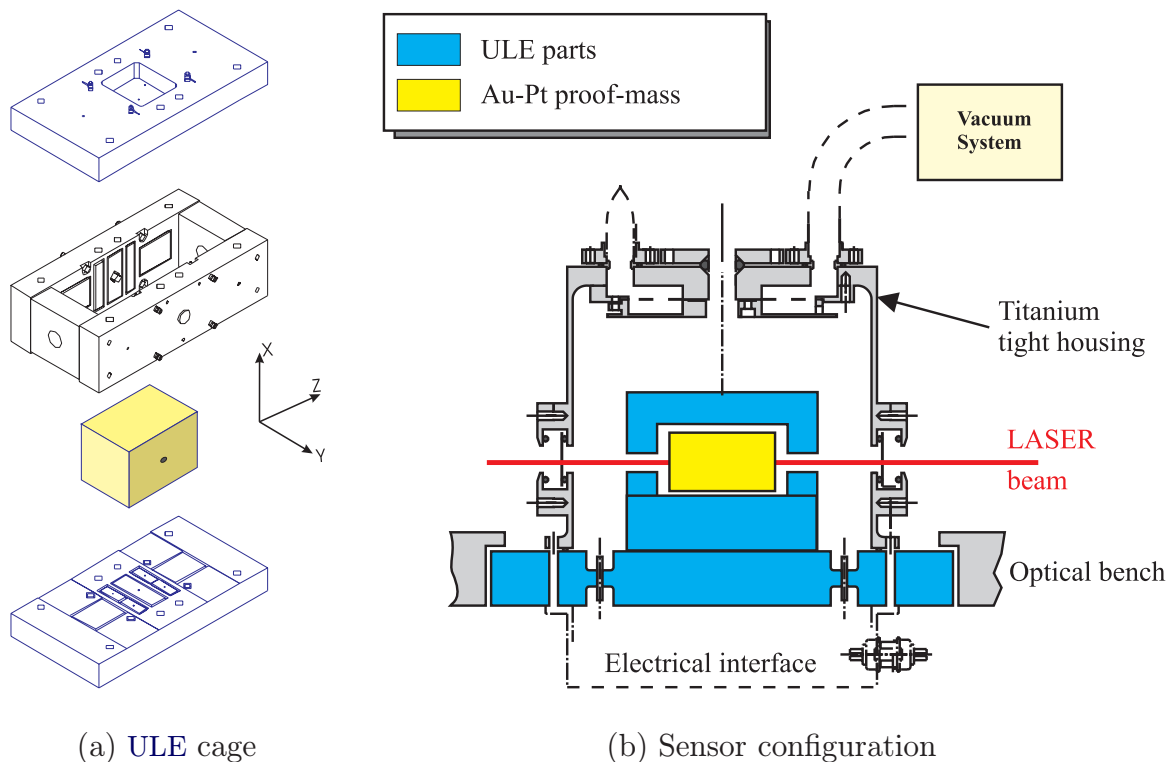 ULE parts
Au-Pt proof-mass
Vacuum
System
Titanium
tight housing
X
Z
Y
LASER
beam
Optical bench
Electrical interface
(a) ULE cage
(b) Sensor configuration